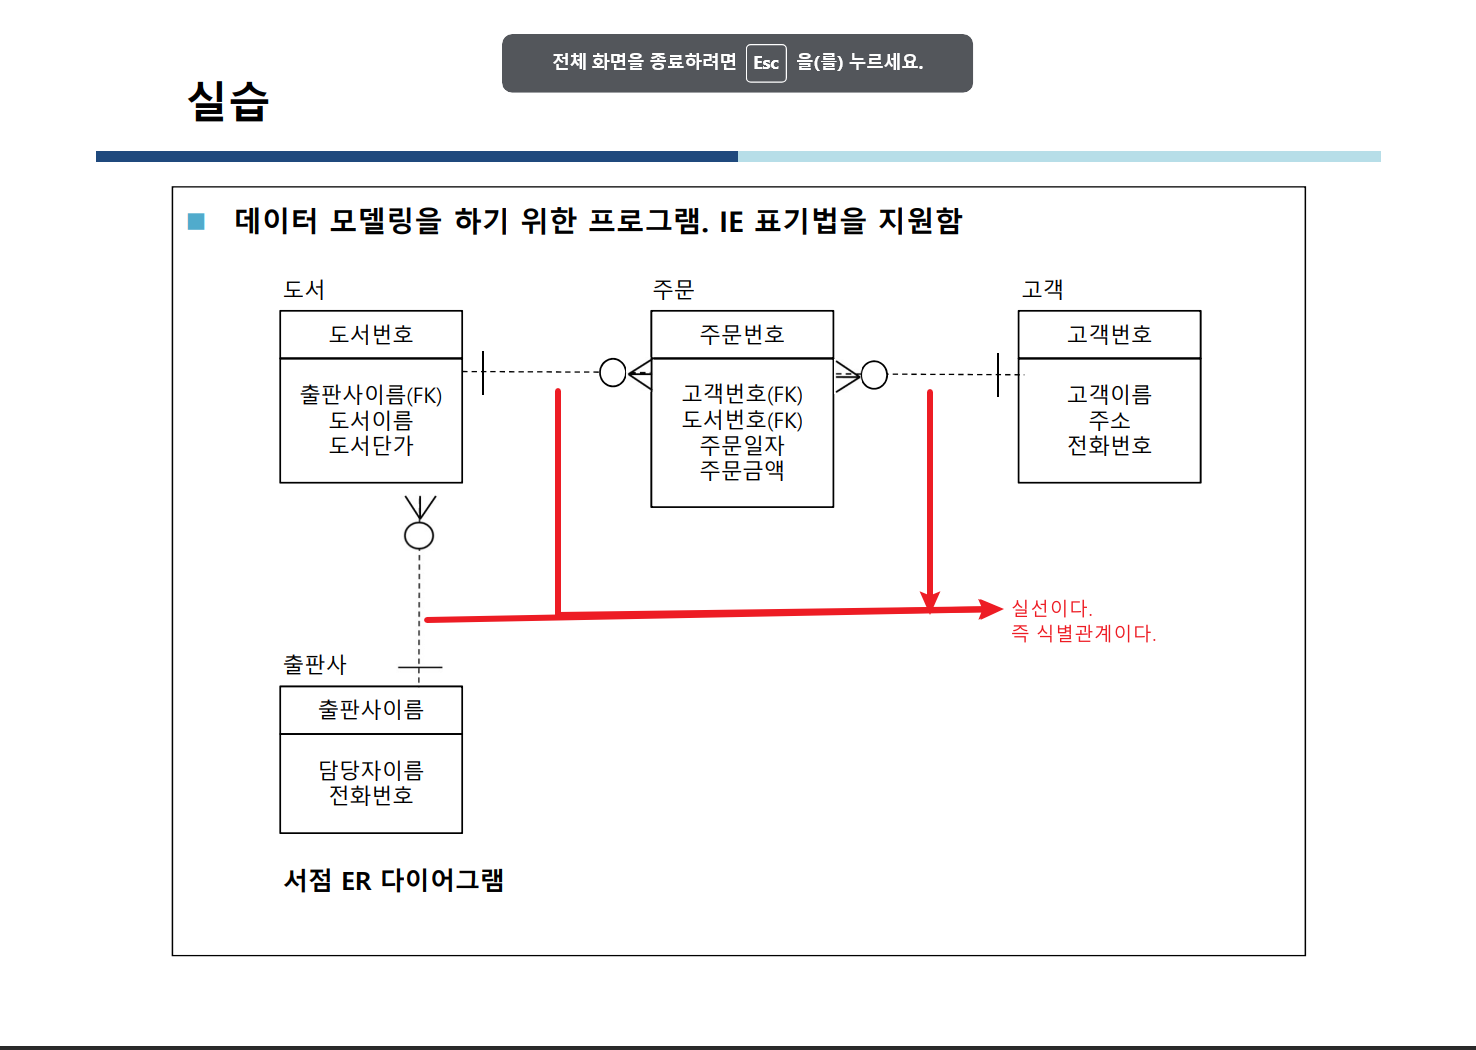 전체 화면을 종료하려면 Esc 을(를) 누르세요.
실습
데이터 모델링을 하기 위한 프로그램. IE 표기법을 지원함
도서
도서번호
출판사이름(FK)
도서이름
도서단가
주문
주문번호
고객번호(FK)
도서번호(FK)
주문일자
주문금액
고객
고객번호
고객이름
주소
전화번호
실선이다.
즉 식별관계이다.
출판사
출판사이름
담당자이름
전화번호
서점 ER 다이어그램